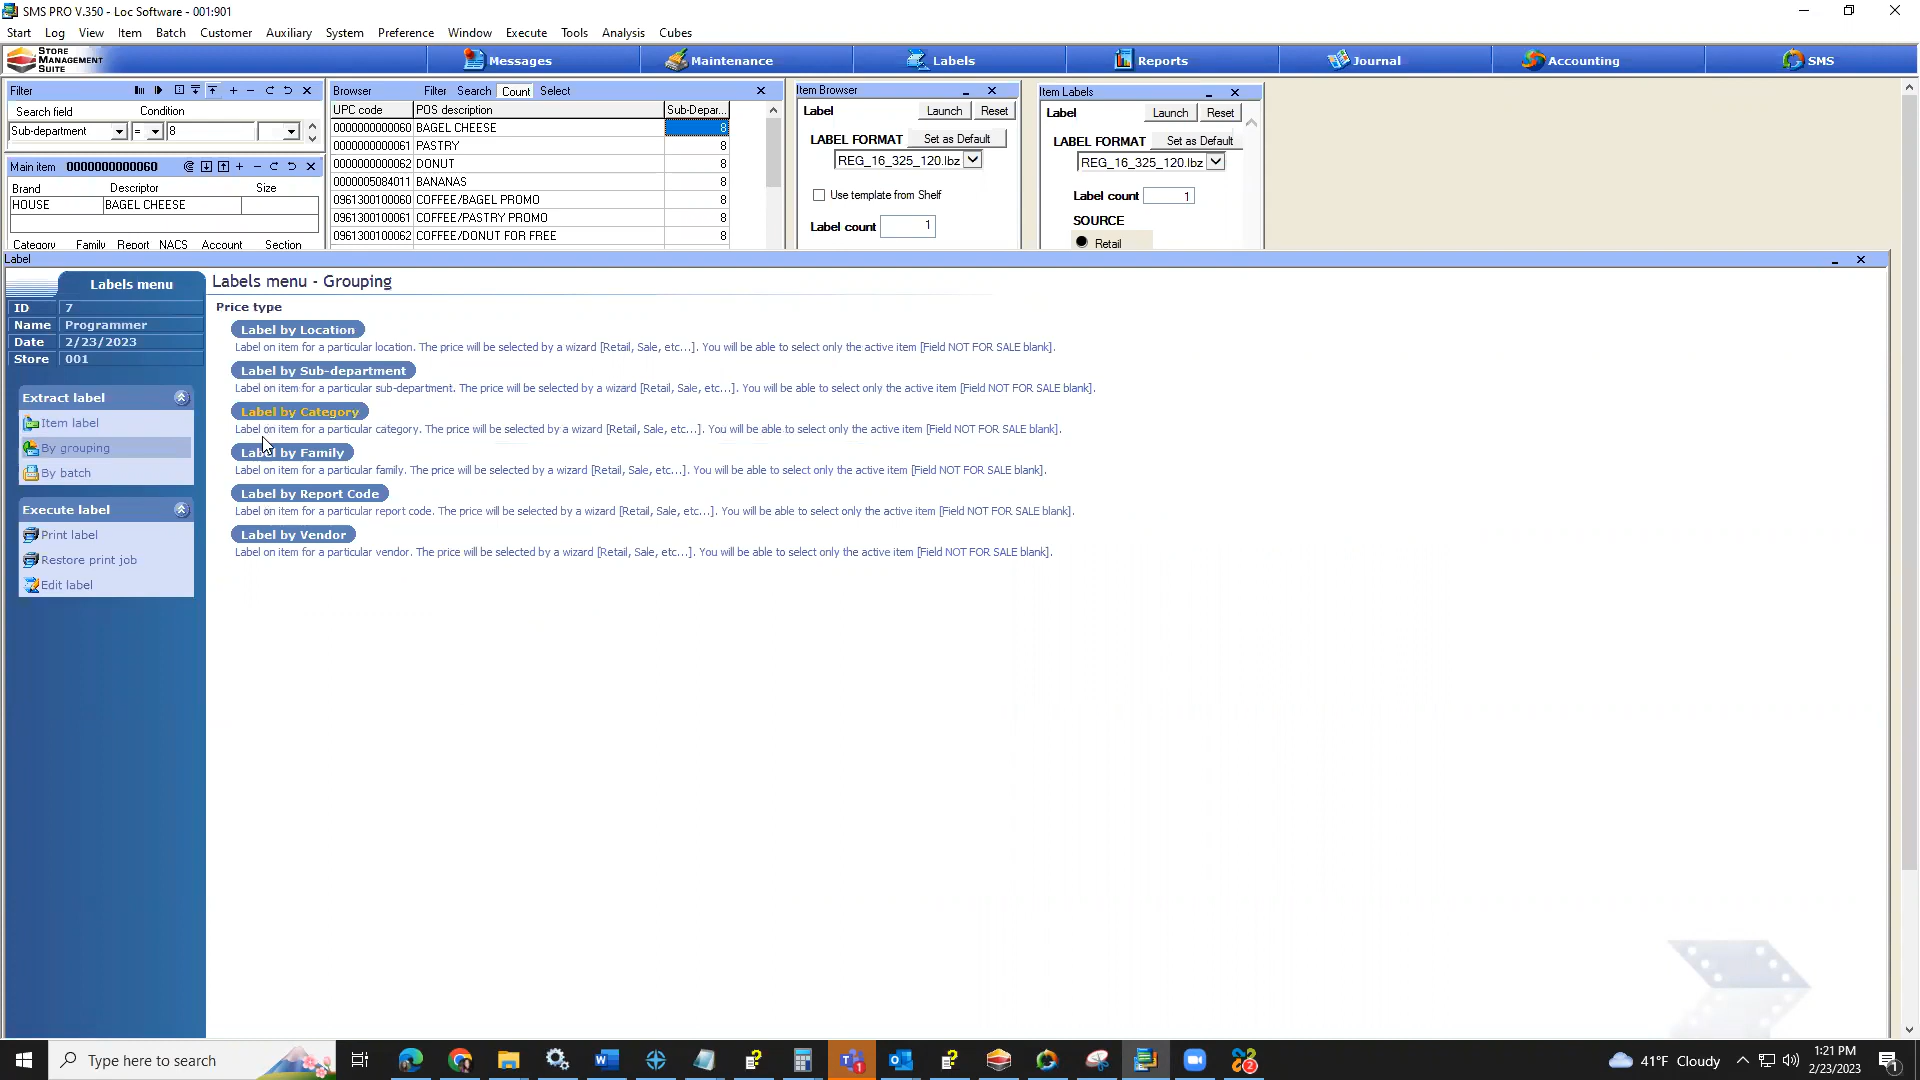 SMS PRO V.350 - Loc Software - 001:901
Start Log View Item Batch Customer Auxiliary System Preference Window Execute Tools Analysis Cubes
STORE MANAGEMENT SUITE
Messages Maintenance Labels Reports Journal Accounting SMS
Filter
Search field Condition
Sub-department = 8
Main item 0000000000060
Brand Descriptor Size
HOUSE BAGEL CHEESE
Category Family Report NACS Account Section
Browser Filter Search Count Select
UPC code POS description Sub-Depar...
0000000000060 BAGEL CHEESE 8
0000000000061 PASTRY 8
0000000000062 DONUT 8
0000005084011 BANANAS 8
0961300100060 COFFEE/BAGEL PROMO 8
0961300100061 COFFEE/PASTRY PROMO 8
0961300100062 COFFEE/DONUT FOR FREE 8
Item Browser
Label Launch Reset
LABEL FORMAT Set as Default
REG_16_325_120.lbz
Use template from Shelf
Label count 1
Item Labels
Label Launch Reset
LABEL FORMAT Set as Default
REG_16_325_120.lbz
Label count 1
SOURCE
Retail
Label
Labels menu
ID 7
Name Programmer
Date 2/23/2023
Store 001
Extract label
Item label
By grouping
By batch
Execute label
Print label
Restore print job
Edit label
Labels menu - Grouping
Price type
Label by Location
Label on item for a particular location. The price will be selected by a wizard [Retail, Sale, etc...]. You will be able to select only the active item [Field NOT FOR SALE blank].
Label by Sub-department
Label on item for a particular sub-department. The price will be selected by a wizard [Retail, Sale, etc...]. You will be able to select only the active item [Field NOT FOR SALE blank].
Label by Category
Label on item for a particular category. The price will be selected by a wizard [Retail, Sale, etc...]. You will be able to select only the active item [Field NOT FOR SALE blank].
Label by Family
Label on item for a particular family. The price will be selected by a wizard [Retail, Sale, etc...]. You will be able to select only the active item [Field NOT FOR SALE blank].
Label by Report Code
Label on item for a particular report code. The price will be selected by a wizard [Retail, Sale, etc...]. You will be able to select only the active item [Field NOT FOR SALE blank].
Label by Vendor
Label on item for a particular vendor. The price will be selected by a wizard [Retail, Sale, etc...]. You will be able to select only the active item [Field NOT FOR SALE blank].
Type here to search
1
2
41°F Cloudy
1:21 PM
2/23/2023
1